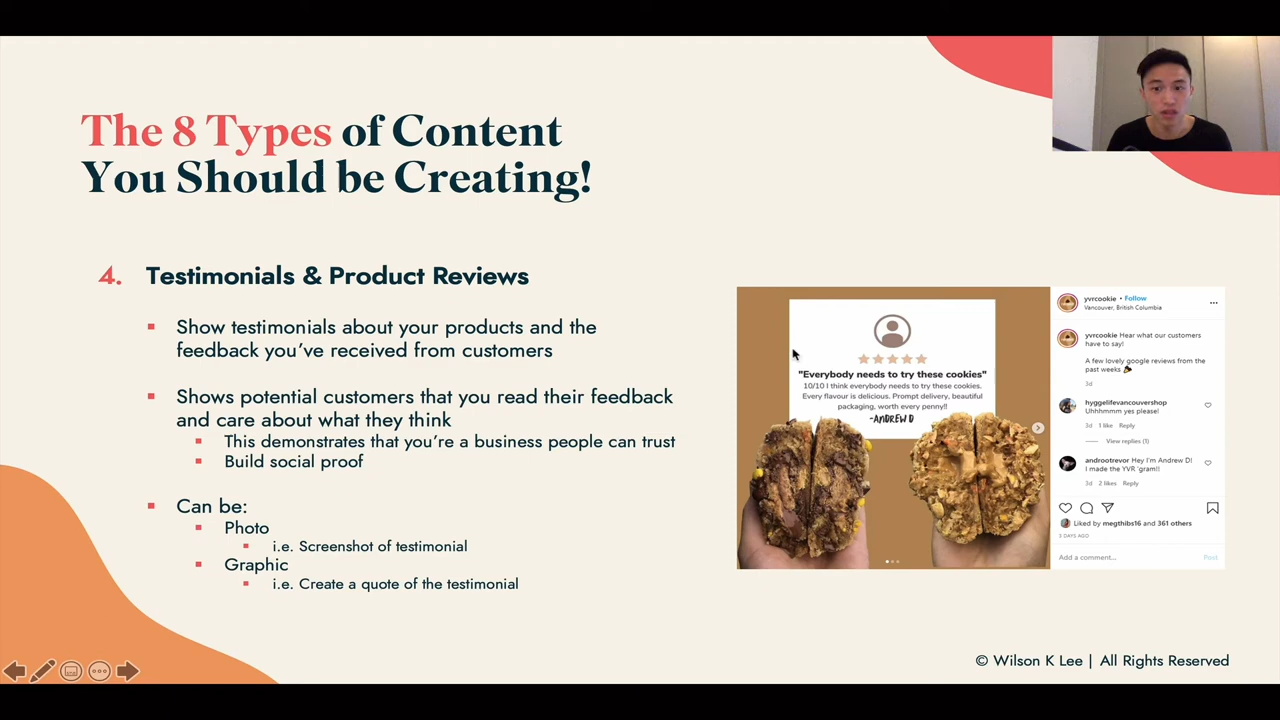 The 8 Types of Content
You Should be Creating!
4. Testimonials & Product Reviews
Show testimonials about your products and the
feedback you've received from customers
Shows potential customers that you read their feedback
and care about what they think
This demonstrates that you're a business people can trust
Build social proof
Can be:
Photo
i.e. Screenshot of testimonial
Graphic
i.e. Create a quote of the testimonial
"Everybody needs to try these cookies"
10/10 I think everybody needs to try these cookies.
Every flavour is delicious. Prompt delivery, beautiful
packaging, worth every penny!!
-ANDREW D
yvrcookie • Follow
Vancouver, British Columbia
yvrcookie Hear what our customers
have to say!
A few lovely google reviews from the
past weeks
3d
hyggelifevancouvershop
Uhhhmmm yes please!
3d 1 like Reply
View replies (1)
androotrevor Hey I'm Andrew D!
I made the YVR 'gram!!
3d 2 likes Reply
Liked by megthibs16 and 361 others
3 DAYS AGO
Add a comment... Post
© Wilson K Lee | All Rights Reserved